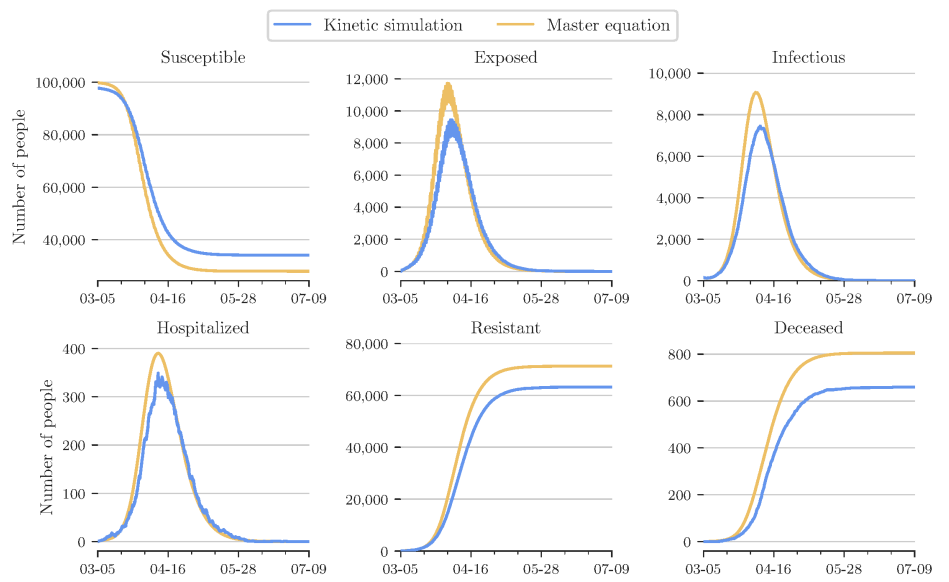 Kinetic simulation Master equation
Susceptible Exposed Infectious
Number of people
100,000
80,000
60,000
40,000
03-05 04-16 05-28 07-09
12,000
10,000
8,000
6,000
4,000
2,000
0
03-05 04-16 05-28 07-09
10,000
8,000
6,000
4,000
2,000
0
03-05 04-16 05-28 07-09
Hospitalized Resistant Deceased
Number of people
400
300
200
100
0
03-05 04-16 05-28 07-09
80,000
60,000
40,000
20,000
0
03-05 04-16 05-28 07-09
800
600
400
200
0
03-05 04-16 05-28 07-09